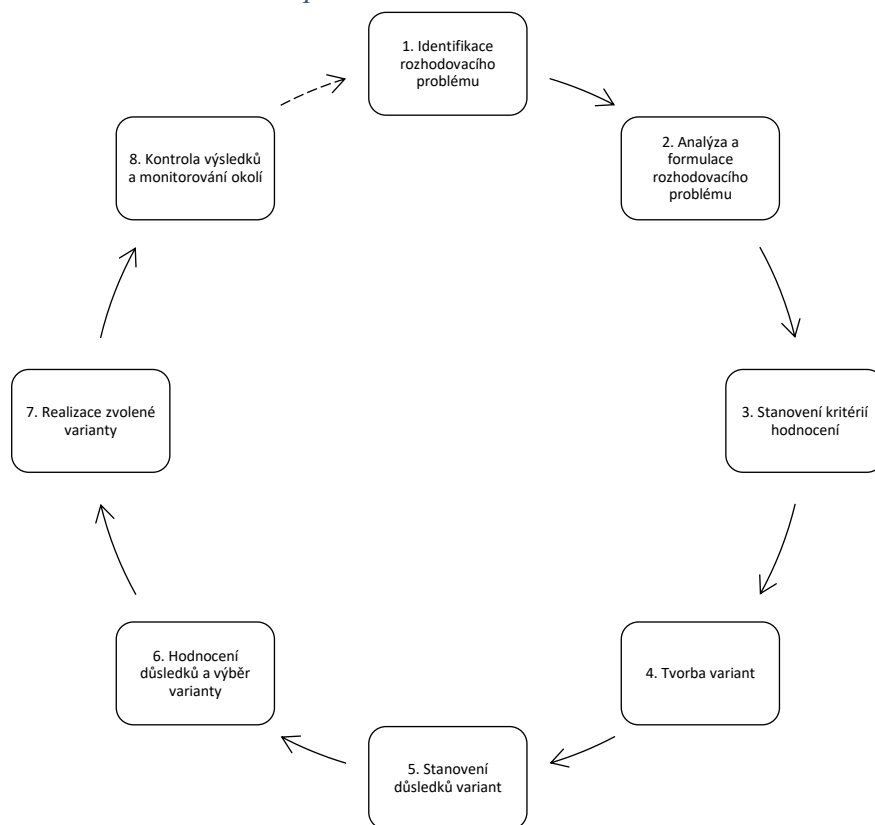 1. Identifikace
rozhodovacího
problému
2. Analýza a
formulace
rozhodovacího
problému
3. Stanovení kritérií
hodnocení
4. Tvorba variant
5. Stanovení
důsledků variant
6. Hodnocení
důsledků a výběr
varianty
7. Realizace zvolené
varianty
8. Kontrola výsledků
a monitorování okolí